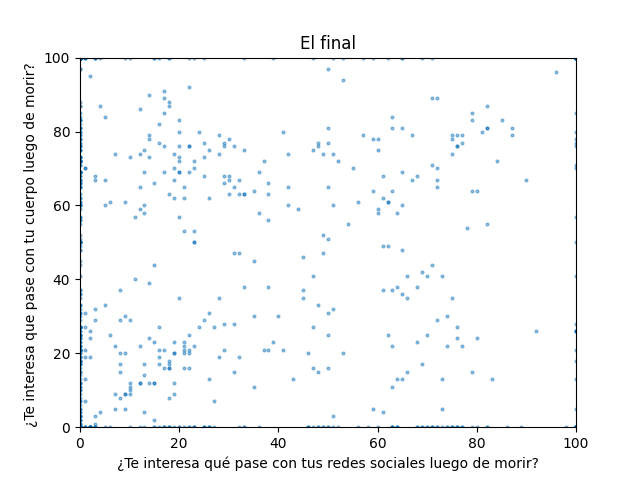 El final
100
80
60
40
20
0
¿Te interesa que pase con tu cuerpo luego de morir?
0 20 40 60 80 100
¿Te interesa qué pase con tus redes sociales luego de morir?